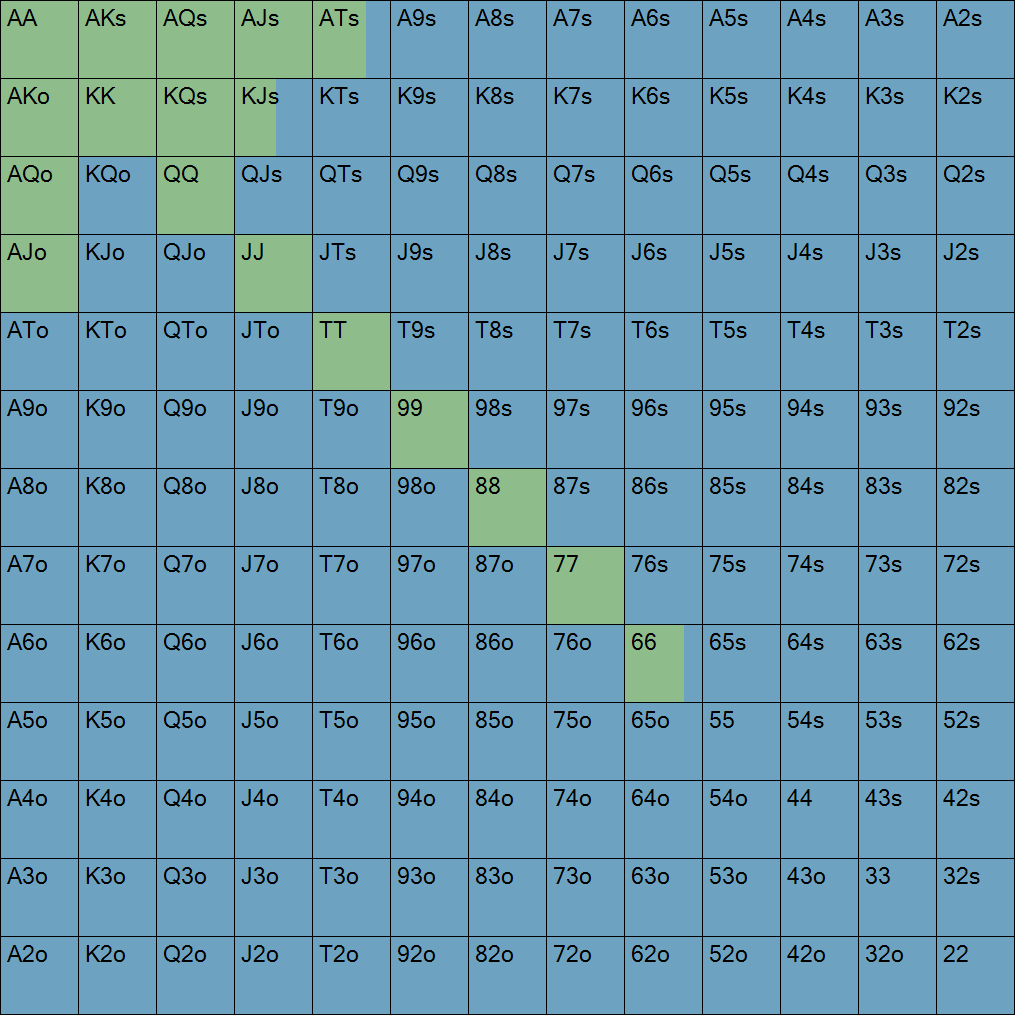 AA AKs AQs AJs ATs A9s A8s A7s A6s A5s A4s A3s A2s
AKo KK KQs KJs KTs K9s K8s K7s K6s K5s K4s K3s K2s
AQo KQo QQ QJs QTs Q9s Q8s Q7s Q6s Q5s Q4s Q3s Q2s
AJo KJo QJo JJ JTs J9s J8s J7s J6s J5s J4s J3s J2s
ATo KTo QTo JTo TT T9s T8s T7s T6s T5s T4s T3s T2s
A9o K9o Q9o J9o T9o 99 98s 97s 96s 95s 94s 93s 92s
A8o K8o Q8o J8o T8o 98o 88 87s 86s 85s 84s 83s 82s
A7o K7o Q7o J7o T7o 97o 87o 77 76s 75s 74s 73s 72s
A6o K6o Q6o J6o T6o 96o 86o 76o 66 65s 64s 63s 62s
A5o K5o Q5o J5o T5o 95o 85o 75o 65o 55 54s 53s 52s
A4o K4o Q4o J4o T4o 94o 84o 74o 64o 54o 44 43s 42s
A3o K3o Q3o J3o T3o 93o 83o 73o 63o 53o 43o 33 32s
A2o K2o Q2o J2o T2o 92o 82o 72o 62o 52o 42o 32o 22